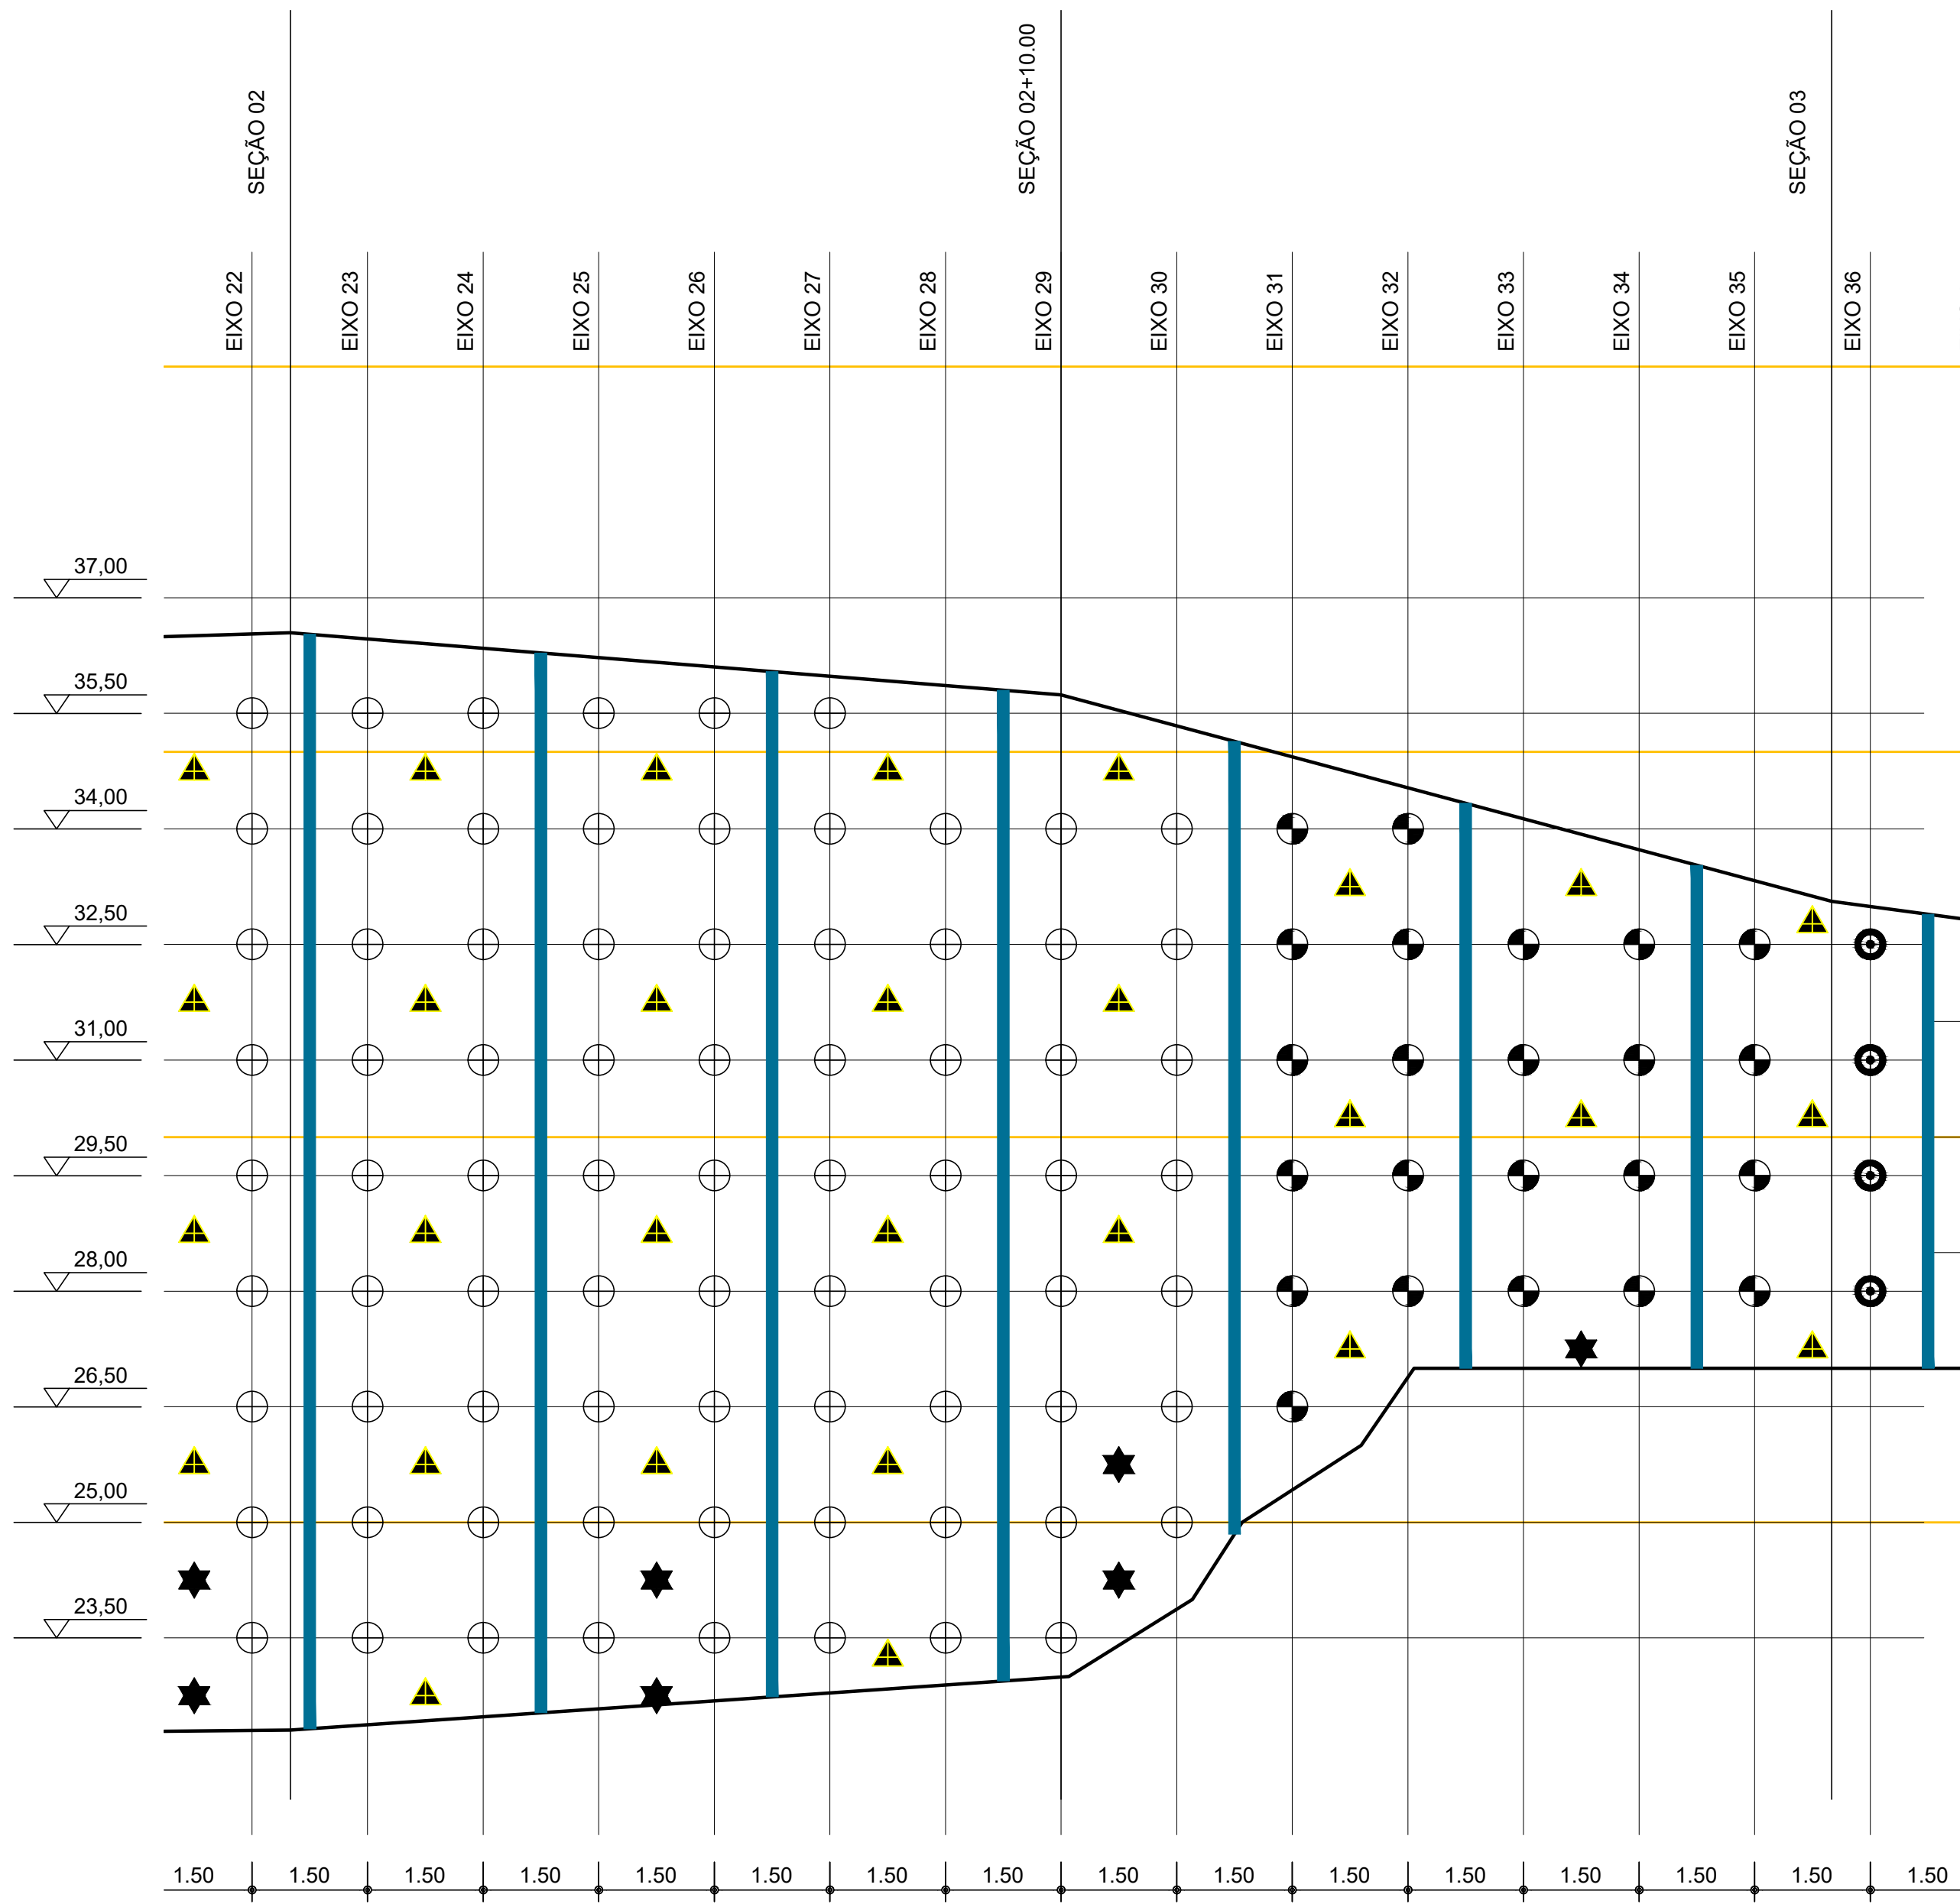 SEÇÃO 02
SEÇÃO 02+10.00
SEÇÃO 03
EIXO 22
EIXO 23
EIXO 24
EIXO 25
EIXO 26
EIXO 27
EIXO 28
EIXO 29
EIXO 30
EIXO 31
EIXO 32
EIXO 33
EIXO 34
EIXO 35
EIXO 36
37,00
35,50
34,00
32,50
31,00
29,50
28,00
26,50
25,00
23,50
1.50 1.50 1.50 1.50 1.50 1.50 1.50 1.50 1.50 1.50 1.50 1.50 1.50 1.50 1.50 1.50